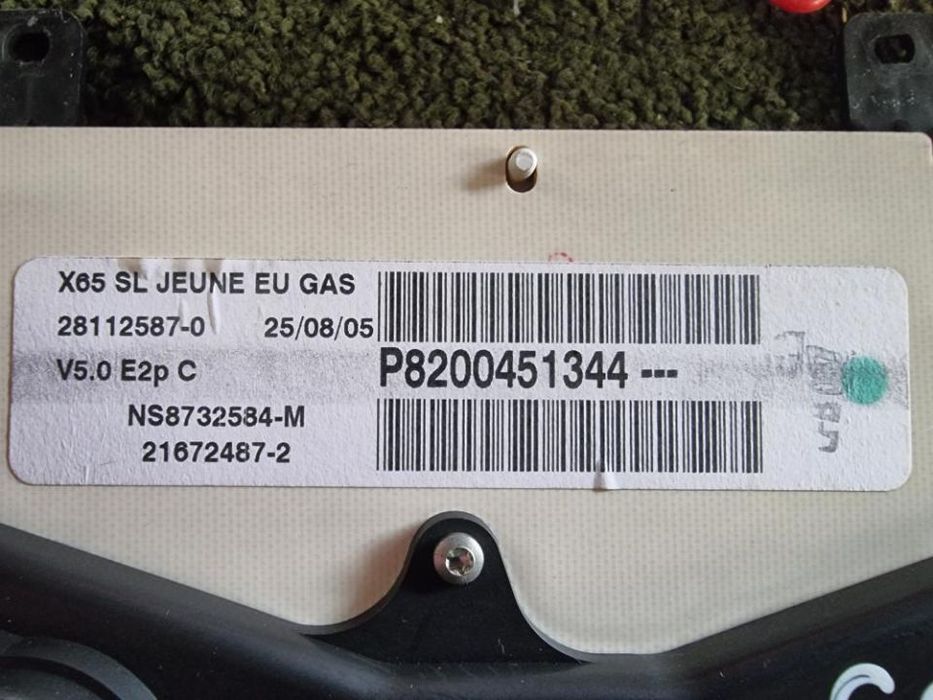 X65 SL JEUNE EU GAS
28112587-0 25/08/05
V5.0 E2p C
P8200451344 ---
NS8732584-M
21672487-2